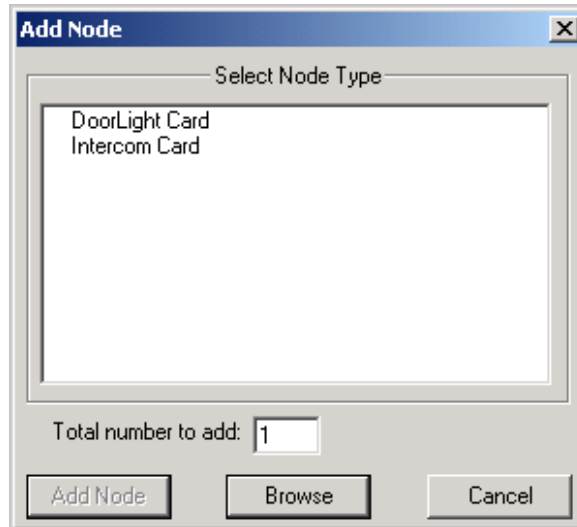 Add Node
Select Node Type
DoorLight Card
Intercom Card
Total number to add: 1
Add Node Browse Cancel